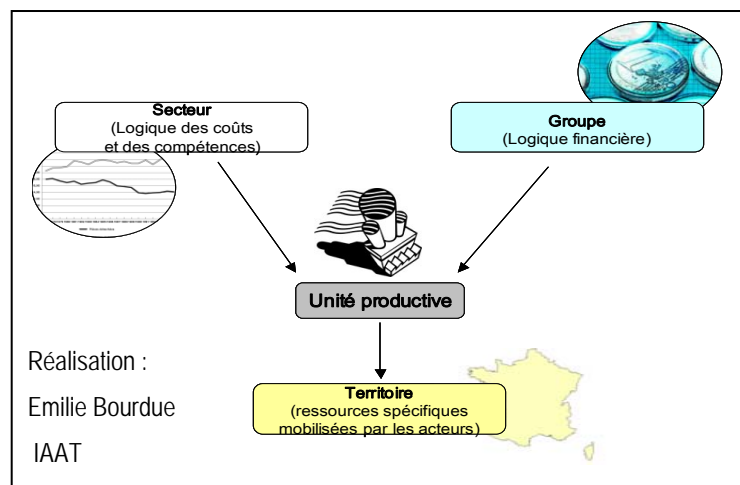 Secteur
(Logique des coûts
et des compétences)
Groupe
(Logique financière)
Unité productive
Territoire
(ressources spécifiques
mobilisées par les acteurs)
Réalisation :
Emilie Bourdue
IAAT